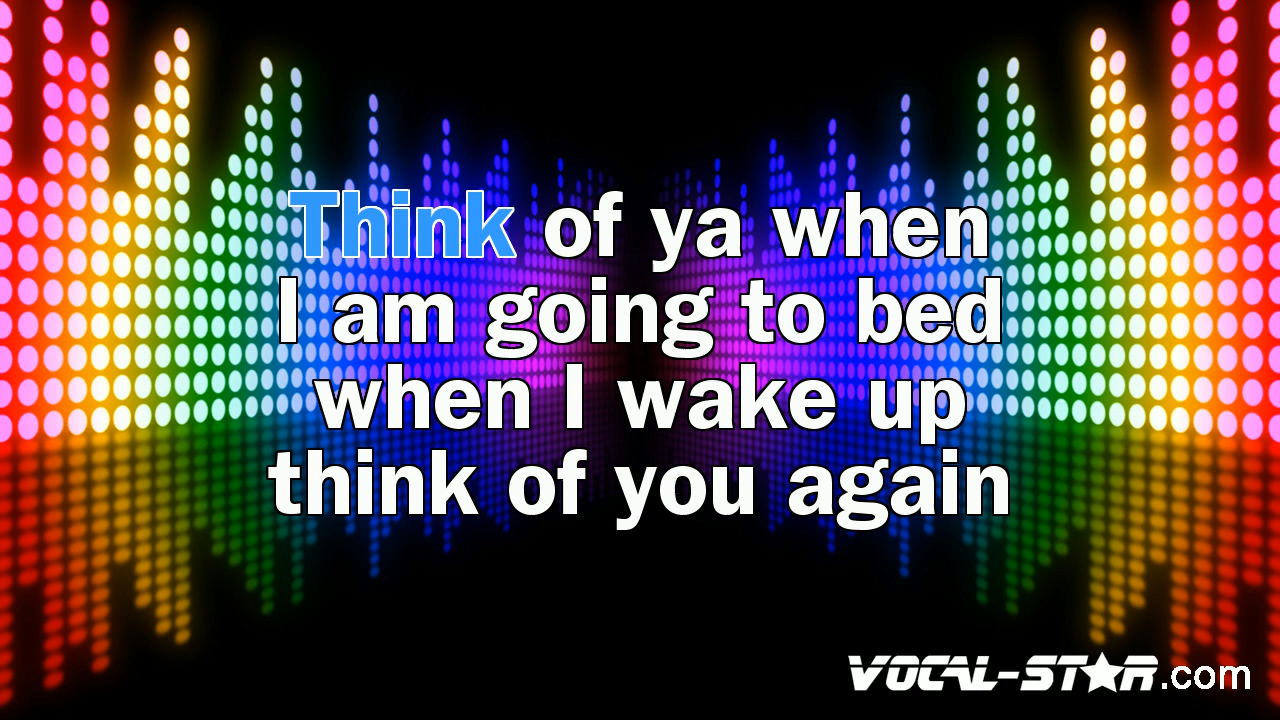 Think of ya when
I am going to bed
when I wake up
think of you again
VOCAL-STAR.com